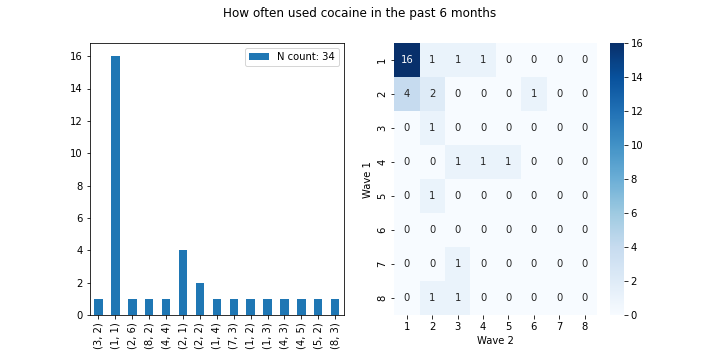 How often used cocaine in the past 6 months
N count: 34
16
14
12
10
8
6
4
2
0
(3, 2)
(1, 1)
(2, 6)
(8, 2)
(4, 4)
(2, 1)
(2, 2)
(1, 4)
(7, 3)
(1, 2)
(1, 3)
(4, 3)
(4, 5)
(5, 2)
(8, 3)
Wave 1
1 16 1 1 1 0 0 0 0
2 4 2 0 0 0 1 0 0
3 0 1 0 0 0 0 0 0
4 0 0 1 1 1 0 0 0
5 0 1 0 0 0 0 0 0
6 0 0 0 0 0 0 0 0
7 0 0 1 0 0 0 0 0
8 0 1 1 0 0 0 0 0
1 2 3 4 5 6 7 8
Wave 2
16
14
12
10
8
6
4
2
0